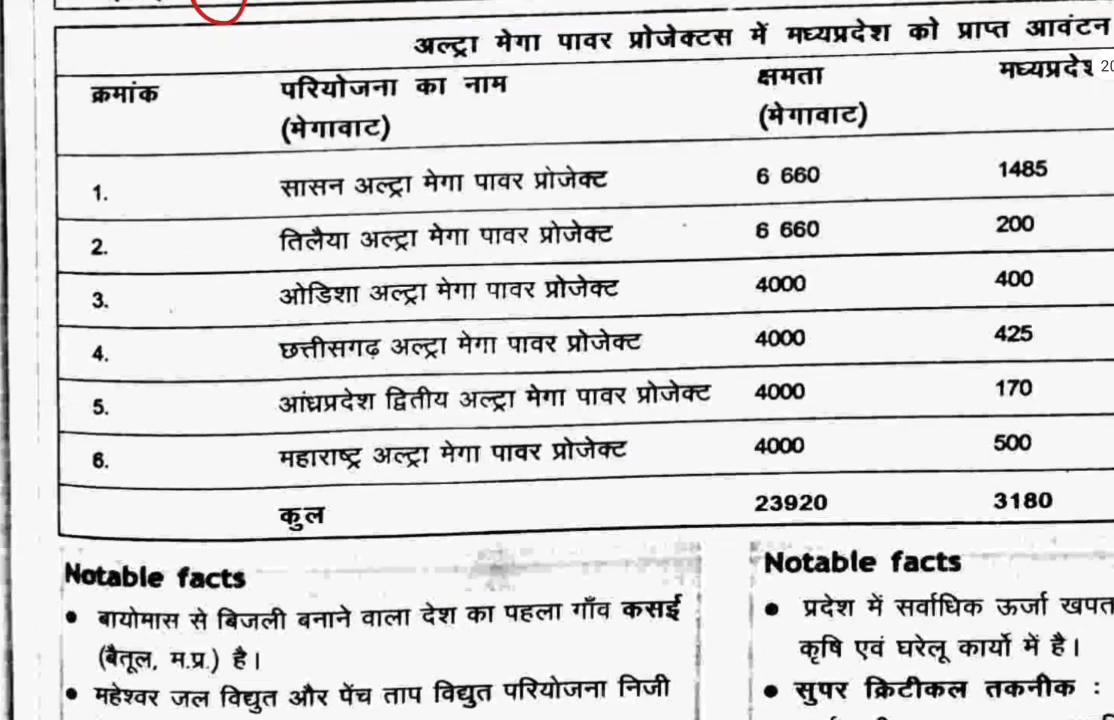 अल्ट्रा मेगा पावर प्रोजेक्टस में मध्यप्रदेश को प्राप्त आवंटन
क्रमांक परियोजना का नाम क्षमता मध्यप्रदेश 20
(मेगावाट) (मेगावाट)
1. सासन अल्ट्रा मेगा पावर प्रोजेक्ट 6 660 1485
2. तिलैया अल्ट्रा मेगा पावर प्रोजेक्ट 6 660 200
3. ओडिशा अल्ट्रा मेगा पावर प्रोजेक्ट 4000 400
4. छत्तीसगढ़ अल्ट्रा मेगा पावर प्रोजेक्ट 4000 425
5. आंध्रप्रदेश द्वितीय अल्ट्रा मेगा पावर प्रोजेक्ट 4000 170
6. महाराष्ट्र अल्ट्रा मेगा पावर प्रोजेक्ट 4000 500
कुल 23920 3180
Notable facts
• बायोमास से बिजली बनाने वाला देश का पहला गाँव कसई
(बैतूल, म.प्र.) है।
• महेश्वर जल विद्युत और पेंच ताप विद्युत परियोजना निजी
Notable facts
• प्रदेश में सर्वाधिक ऊर्जा खपत
कृषि एवं घरेलू कार्यो में है।
• सुपर क्रिटीकल तकनीक :